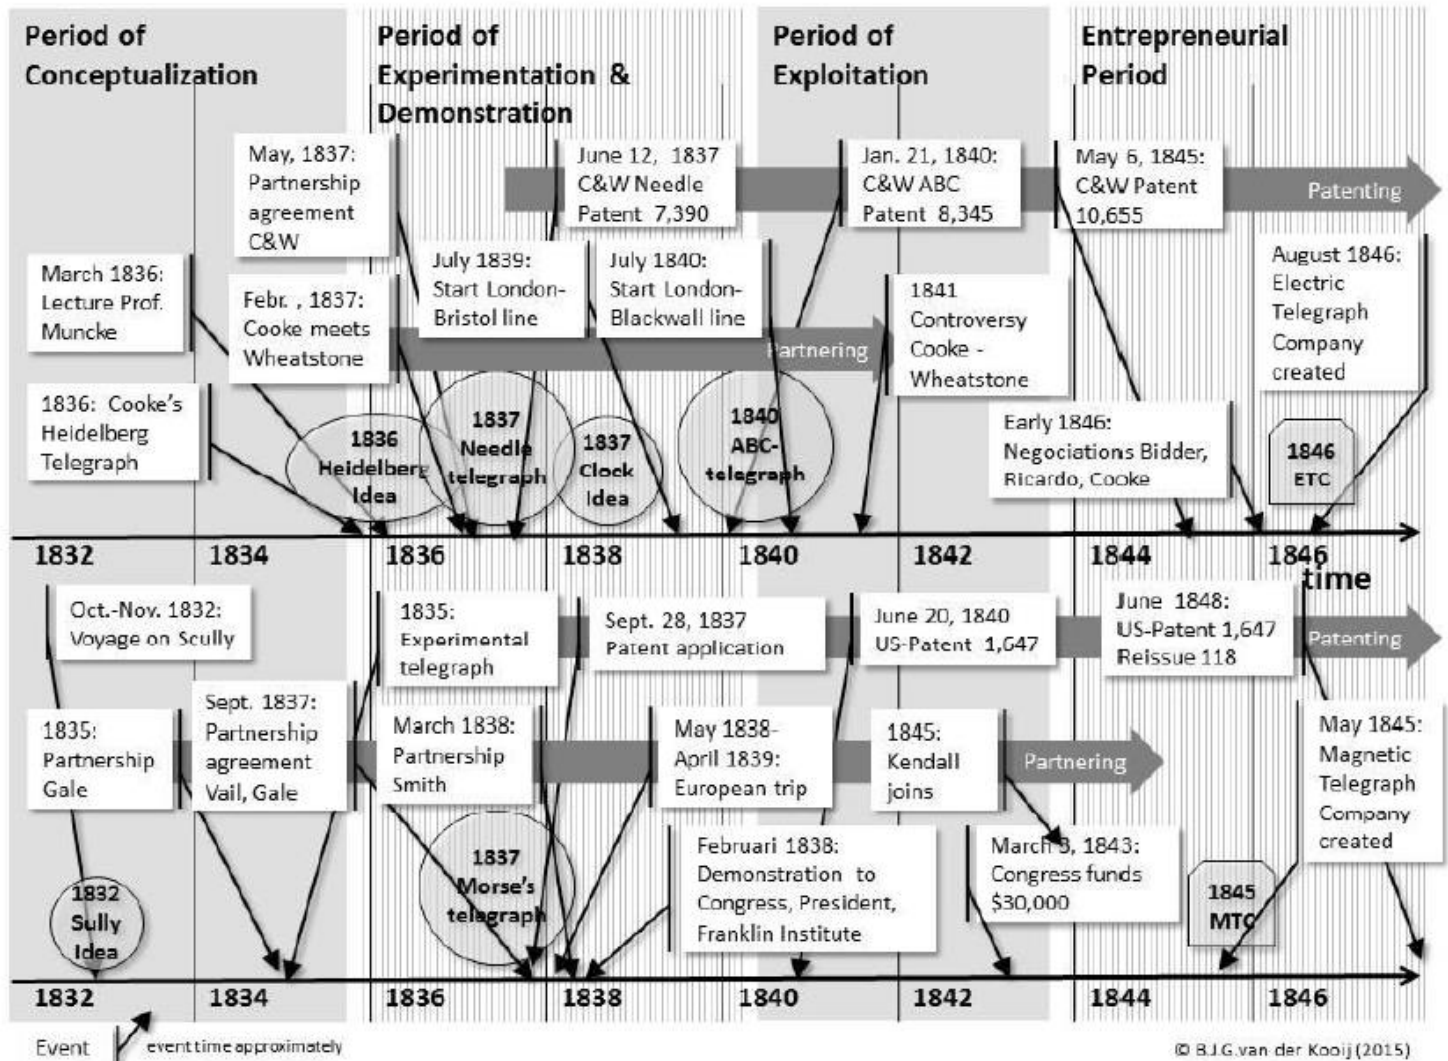 Period of
Conceptualization
Period of
Experimentation &
Demonstration
Period of
Exploitation
Entrepreneurial
Period
May, 1837:
Partnership
agreement
C&W
June 12, 1837
C&W Needle
Patent 7,390
Jan. 21, 1840:
C&W ABC
Patent 8,345
May 6, 1845:
C&W Patent
10,655
Patenting
March 1836:
Lecture Prof.
Muncke
Febr. , 1837:
Cooke meets
Wheatstone
July 1839:
Start London-
Bristol line
July 1840:
Start London-
Blackwall line
Partnering
1841
Controversy
Cooke -
Wheatstone
August 1846:
Electric
Telegraph
Company
created
1836: Cooke's
Heidelberg
Telegraph
1836
Heidelberg
Idea
1837
Needle
telegraph
1837
Clock
Idea
1840
ABC-
telegraph
Early 1846:
Negociations Bidder,
Ricardo, Cooke
1846
ETC
1832
1834
1836
1838
1840
1842
1844
1846
time
Oct.-Nov. 1832:
Voyage on Scully
1835:
Experimental
telegraph
Sept. 28, 1837
Patent application
June 20, 1840
US-Patent 1,647
June 1848:
US-Patent 1,647
Reissue 118
Patenting
1835:
Partnership
Gale
Sept. 1837:
Partnership
agreement
Vail, Gale
March 1838:
Partnership
Smith
May 1838-
April 1839:
European trip
1845:
Kendall
joins
Partnering
May 1845:
Magnetic
Telegraph
Company
created
1832
Sully
Idea
1837
Morse's
telegraph
Februari 1838:
Demonstration to
Congress, President,
Franklin Institute
March 3, 1843:
Congress funds
$30,000
1845
MTC
1832
1834
1836
1838
1840
1842
1844
1846
Event
event time approximately
© B.J.G. van der Kooij (2015)